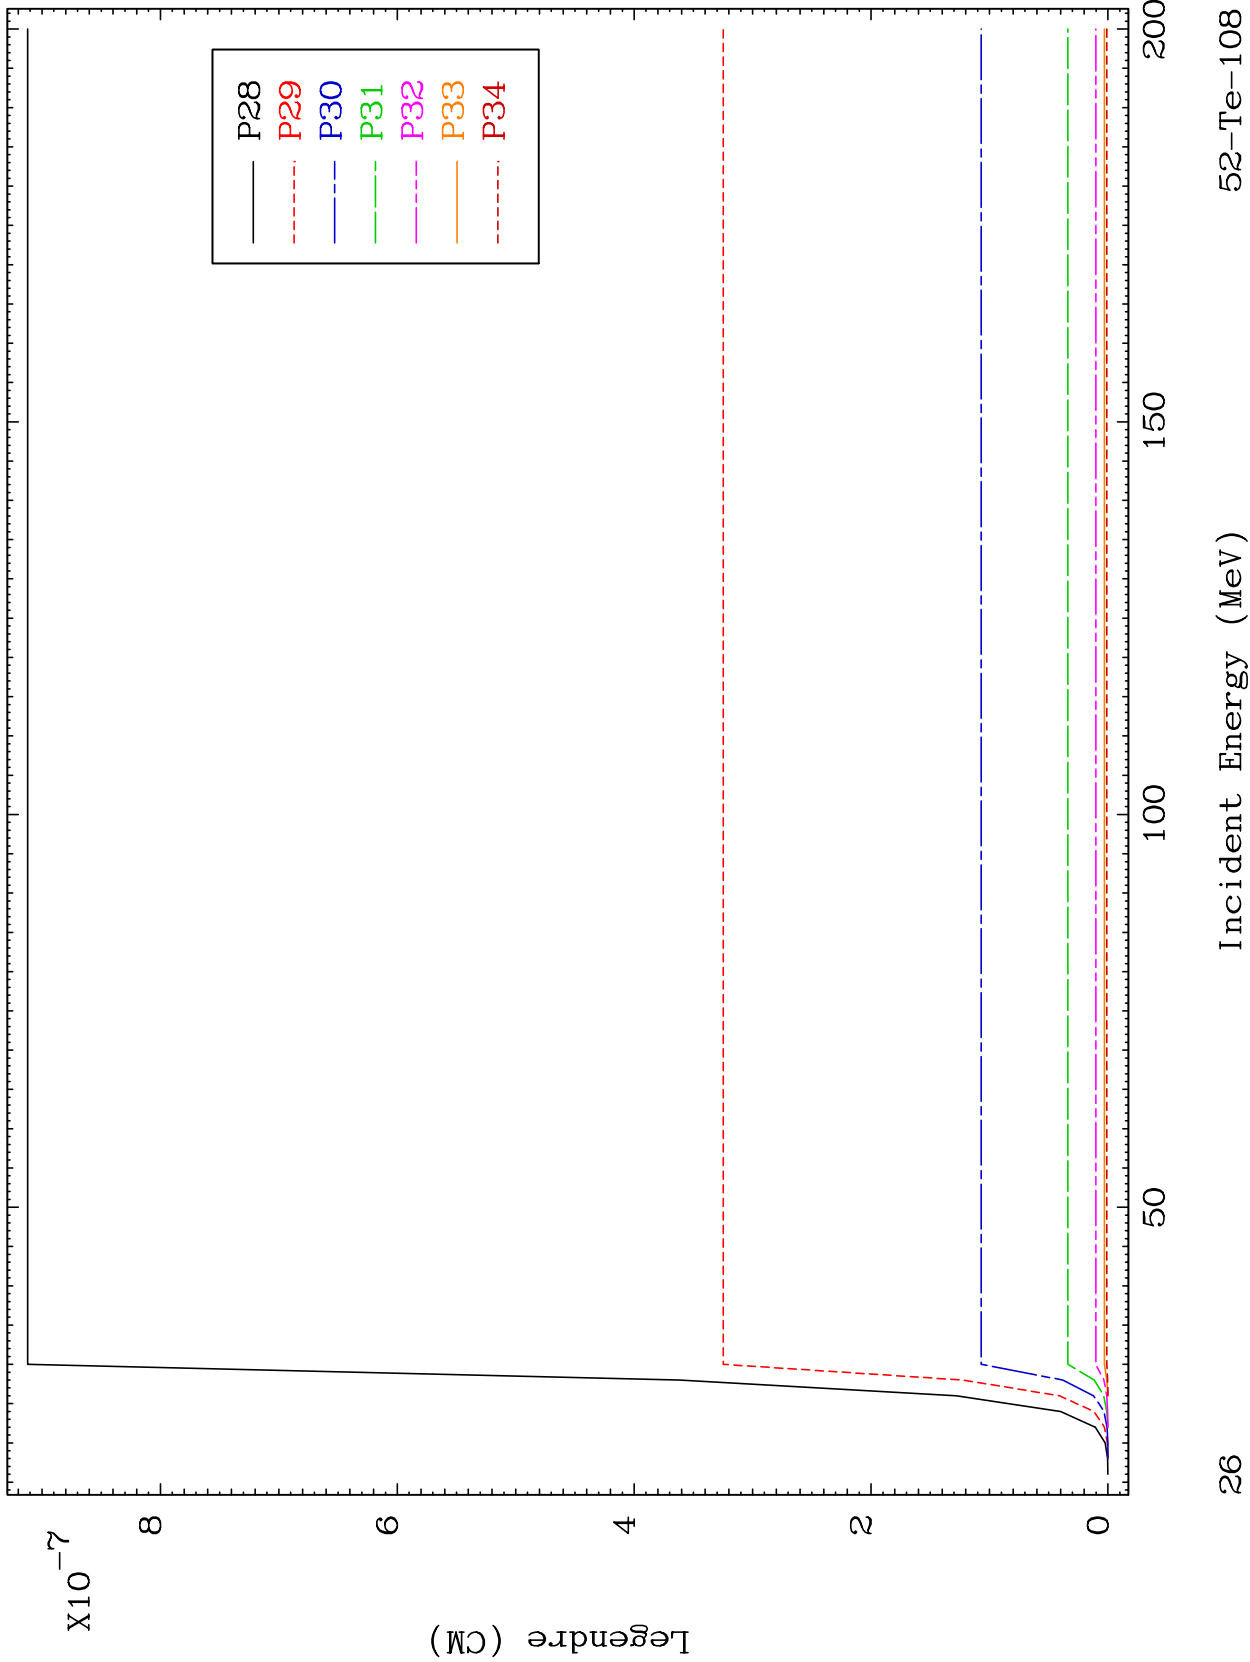 X10-7
8
6
4
2
0
Legendre (CM)
P28
P29
P30
P31
P32
P33
P34
50
100
150
200
Incident Energy (MeV)
26
52-Te-108